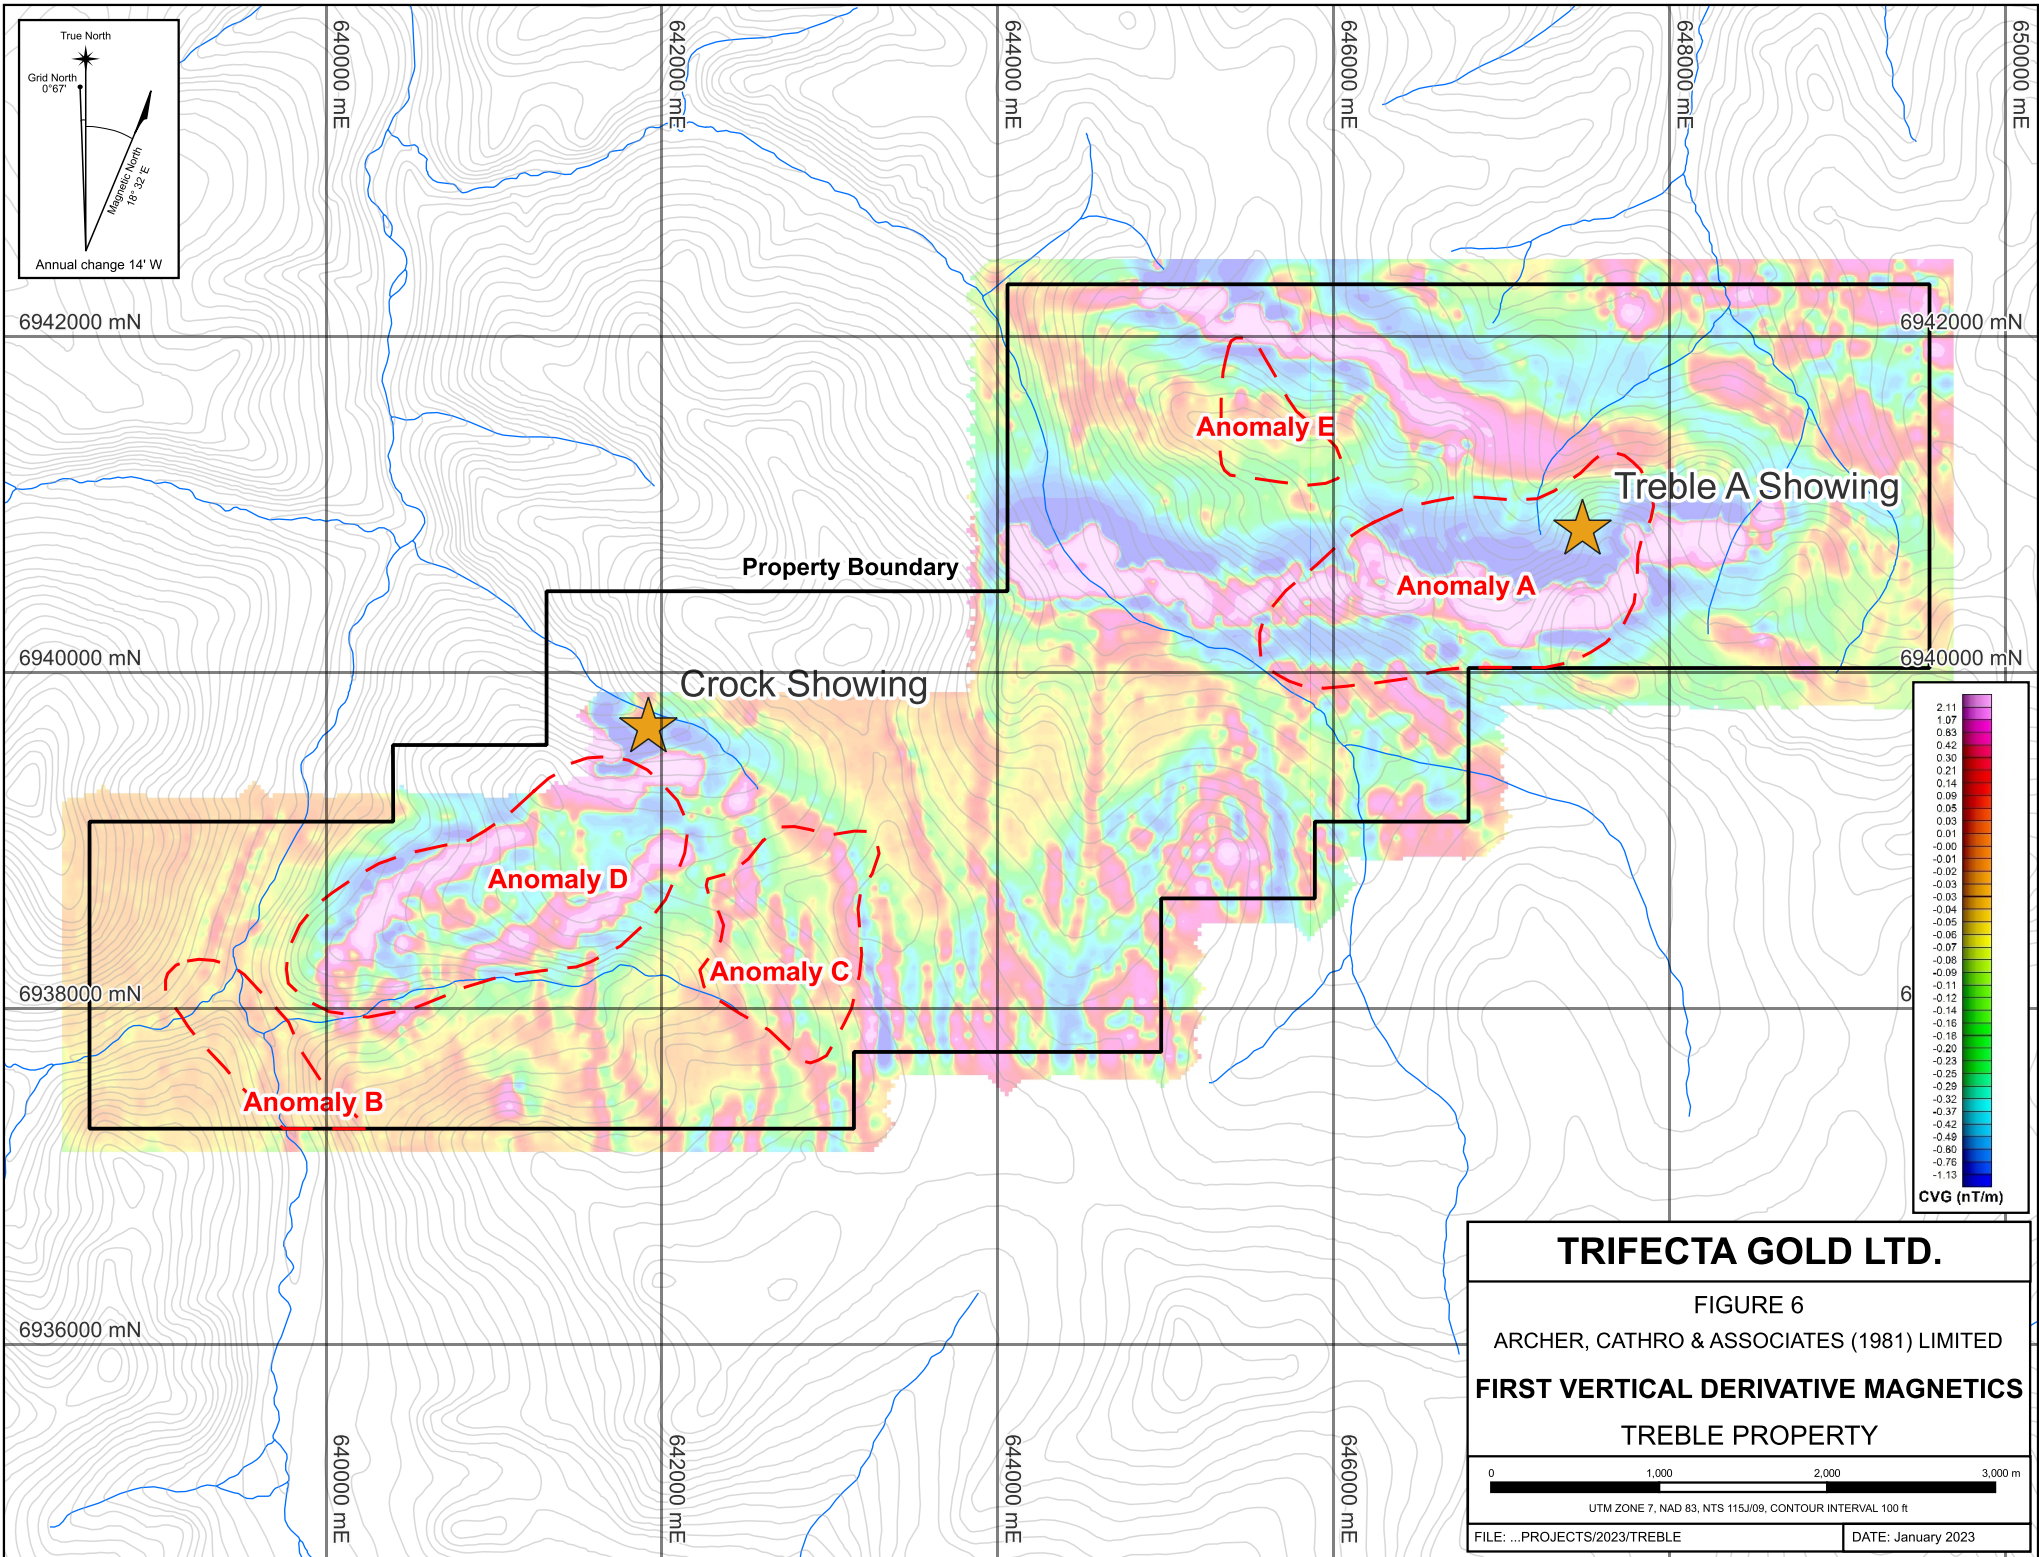 True North
Grid North
0°67'
Magnetic North
18° 32 'E
Annual change 14' W
640000 mE
642000 mE
644000 mE
646000 mE
648000 mE
650000 mE
6942000 mN
6942000 mN
Anomaly E
Treble A Showing
Property Boundary
Anomaly A
6940000 mN
6940000 mN
Crock Showing
Anomaly D
Anomaly C
6938000 mN
6
Anomaly B
2.11
1.07
0.83
0.42
0.30
0.21
0.14
0.09
0.05
0.03
0.01
-0.00
-0.01
-0.02
-0.03
-0.03
-0.04
-0.05
-0.06
-0.07
-0.08
-0.09
-0.11
-0.12
-0.14
-0.16
-0.18
-0.20
-0.23
-0.25
-0.29
-0.32
-0.37
-0.42
-0.49
-0.60
-0.76
-1.13
CVG (nT/m)
6936000 mN
640000 mE
642000 mE
644000 mE
646000 mE
TRIFECTA GOLD LTD.
FIGURE 6
ARCHER, CATHRO & ASSOCIATES (1981) LIMITED
FIRST VERTICAL DERIVATIVE MAGNETICS
TREBLE PROPERTY
0 1,000 2,000 3,000 m
UTM ZONE 7, NAD 83, NTS 115J/09, CONTOUR INTERVAL 100 ft
FILE: ...PROJECTS/2023/TREBLE
DATE: January 2023